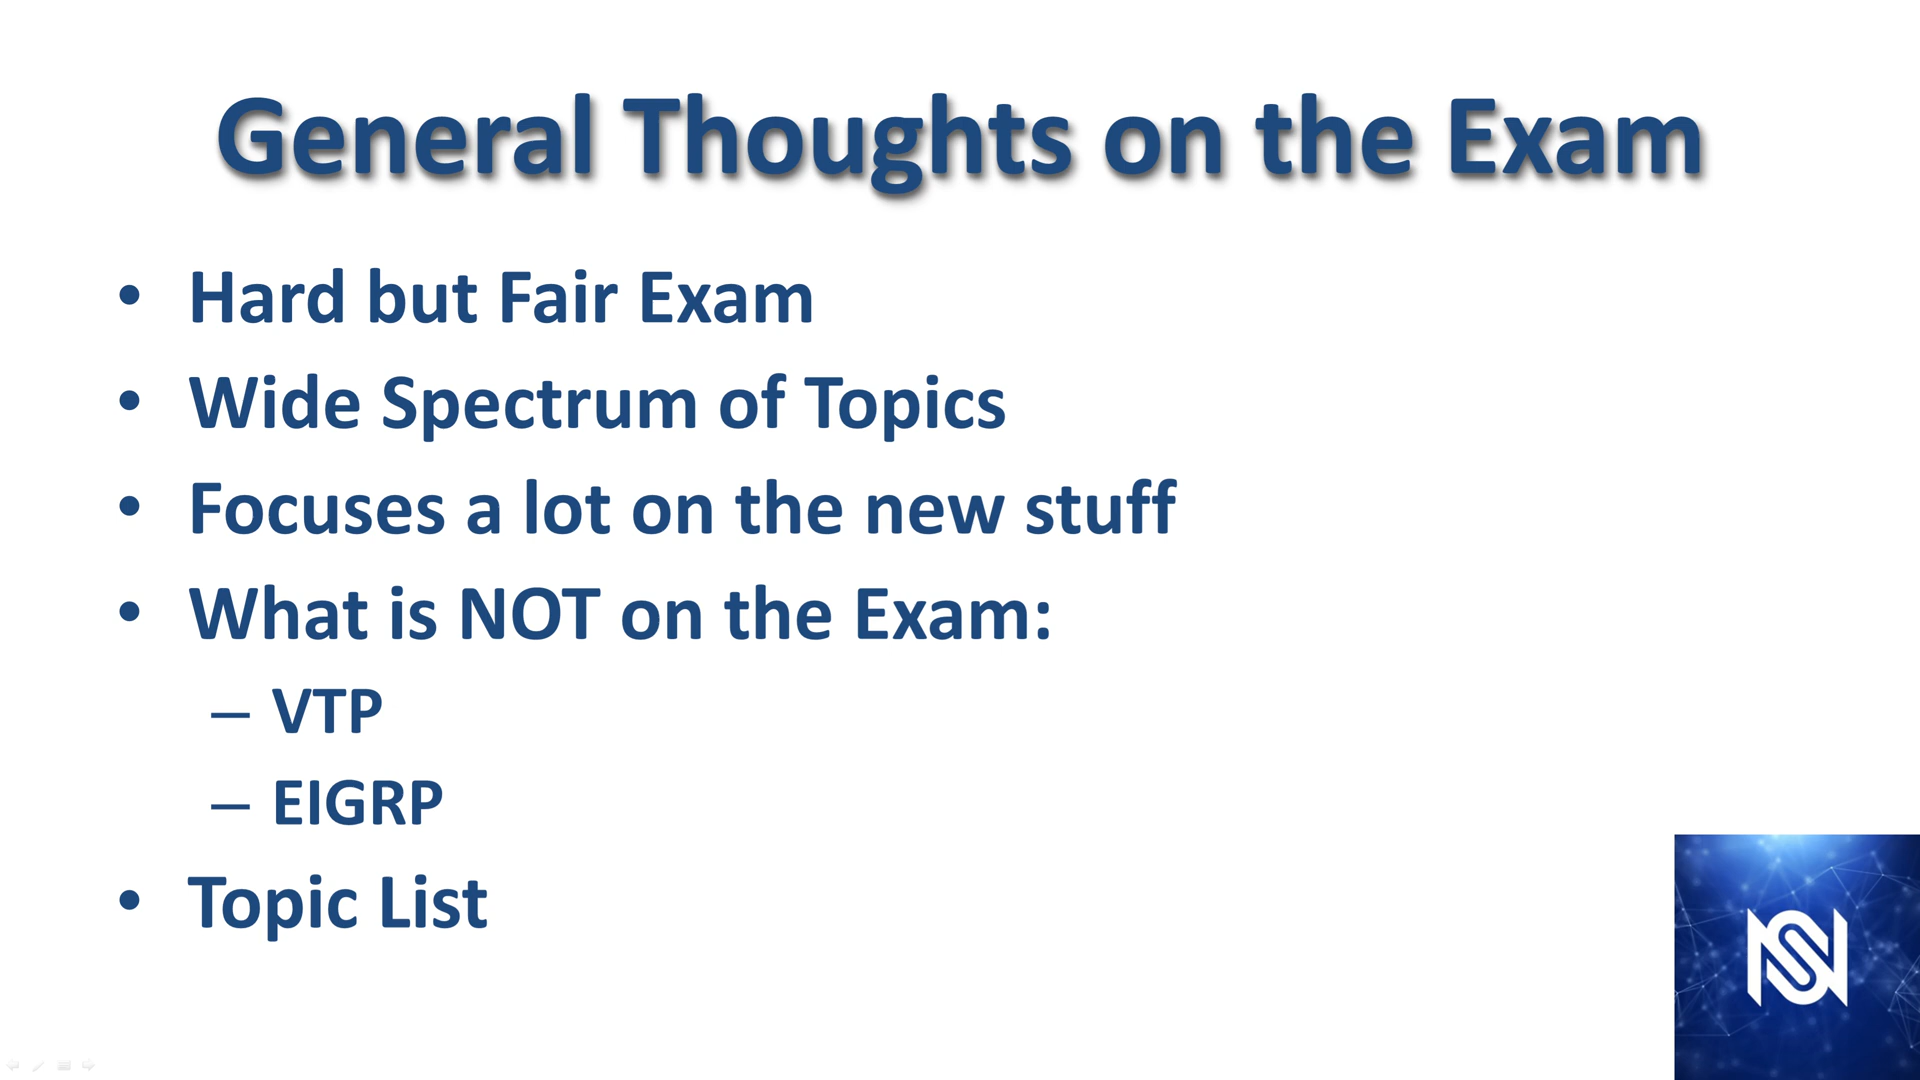 General Thoughts on the Exam
• Hard but Fair Exam
• Wide Spectrum of Topics
• Focuses a lot on the new stuff
• What is NOT on the Exam:
– VTP
– EIGRP
• Topic List
NS